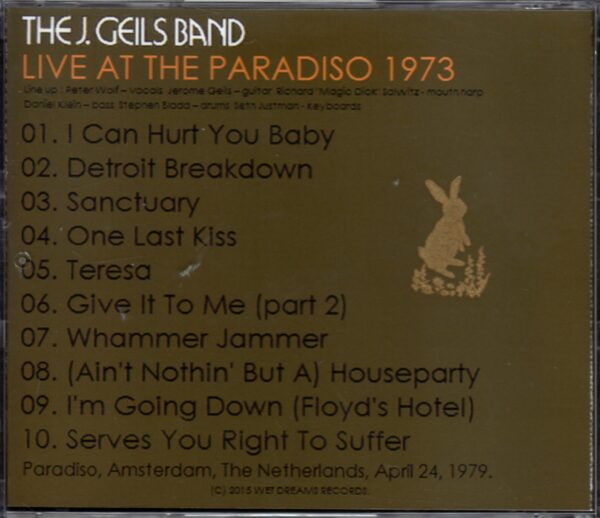 THE J. GEILS BAND
LIVE AT THE PARADISO 1973
Line up : Peter Wolf – vocals Jerome Geils – guitar Richard "Magic Dick" Salwitz - mouth harp
Daniel Klein – bass Stephen Bladd – drums Seth Justman - Keyboards
01. I Can Hurt You Baby
02. Detroit Breakdown
03. Sanctuary
04. One Last Kiss
05. Teresa
06. Give It To Me (part 2)
07. Whammer Jammer
08. (Ain't Nothin' But A) Houseparty
09. I'm Going Down (Floyd's Hotel)
10. Serves You Right To Suffer
Paradiso, Amsterdam, The Netherlands, April 24, 1979.
(C) 2015 WET DREAMS RECORDS.